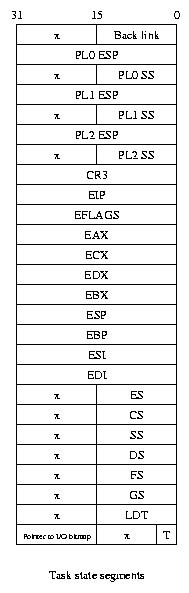 31 15 0
π Back link
PL0 ESP
π PL0 SS
PL1 ESP
π PL1 SS
PL2 ESP
π PL2 SS
CR3
EIP
EFLAGS
EAX
ECX
EDX
EBX
ESP
EBP
ESI
EDI
π ES
π CS
π SS
π DS
π FS
π GS
π LDT
Pointer to I/O bitmap π T
Task state segments